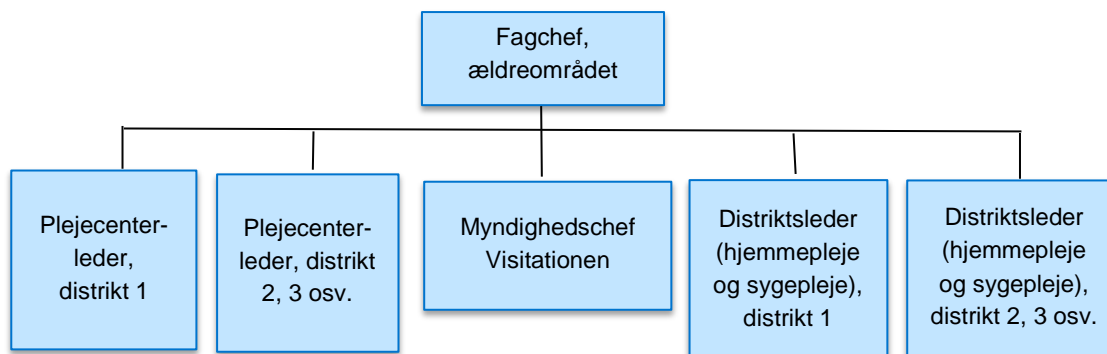 Fagchef,
ældreområdet
Plejecenter-
leder,
distrikt 1
Plejecenter-
leder, distrikt
2, 3 osv.
Myndighedschef
Visitationen
Distriktsleder
(hjemmepleje
og sygepleje),
distrikt 1
Distriktsleder
(hjemmepleje
og sygepleje),
distrikt 2, 3 osv.